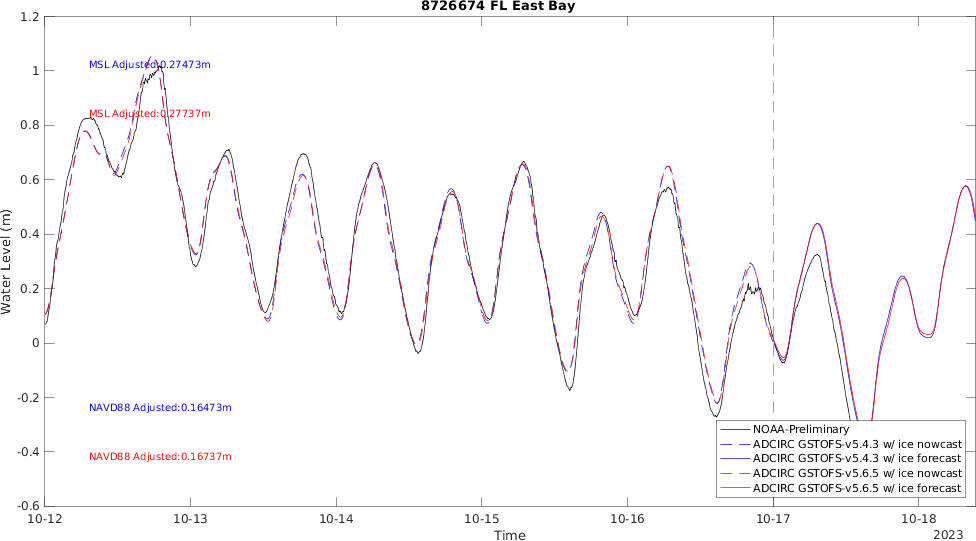 8726674 FL East Bay
1.2
1
0.8
0.6
0.4
0.2
0
-0.2
-0.4
-0.6
Water Level (m)
MSL Adjusted:0.27473m
MSL Adjusted:0.27737m
NAVD88 Adjusted:0.16473m
NAVD88 Adjusted:0.16737m
NOAA-Preliminary
ADCIRC GSTOFS-v5.4.3 w/ ice nowcast
ADCIRC GSTOFS-v5.4.3 w/ ice forecast
ADCIRC GSTOFS-v5.6.5 w/ ice nowcast
ADCIRC GSTOFS-v5.6.5 w/ ice forecast
10-12 10-13 10-14 10-15 10-16 10-17 10-18
Time
2023